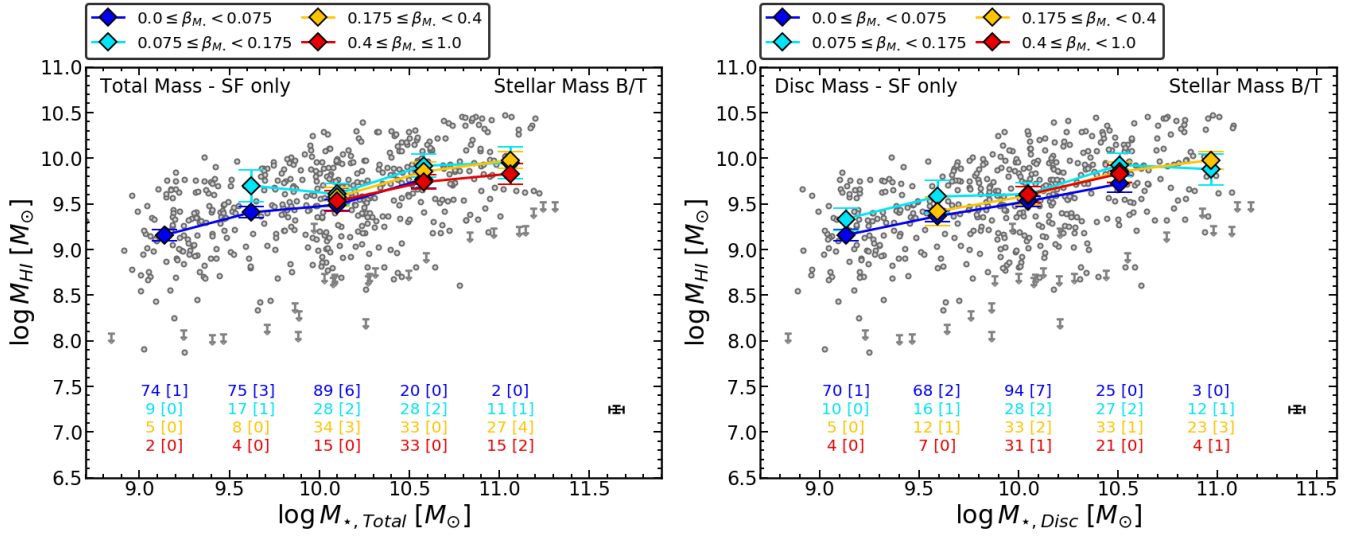 0.0 ≤ β_M⋆ < 0.075 0.175 ≤ β_M⋆ < 0.4
0.075 ≤ β_M⋆ < 0.175 0.4 ≤ β_M⋆ ≤ 1.0
Total Mass - SF only Stellar Mass B/T
11.0
10.5
10.0
9.5
9.0
8.5
8.0
7.5
7.0
6.5
log M_HI [M_⊙]
74 [1] 75 [3] 89 [6] 20 [0] 2 [0]
9 [0] 17 [1] 28 [2] 28 [2] 11 [1]
5 [0] 8 [0] 34 [3] 33 [0] 27 [4]
2 [0] 4 [0] 15 [0] 33 [0] 15 [2]
9.0 9.5 10.0 10.5 11.0 11.5
log M_⋆, Total [M_⊙]
0.0 ≤ β_M⋆ < 0.075 0.175 ≤ β_M⋆ < 0.4
0.075 ≤ β_M⋆ < 0.175 0.4 ≤ β_M⋆ < 1.0
Disc Mass - SF only Stellar Mass B/T
11.0
10.5
10.0
9.5
9.0
8.5
8.0
7.5
7.0
6.5
log M_HI [M_⊙]
70 [1] 68 [2] 94 [7] 25 [0] 3 [0]
10 [0] 16 [1] 28 [2] 27 [2] 12 [1]
5 [0] 12 [1] 33 [2] 33 [1] 23 [3]
4 [0] 7 [0] 31 [1] 21 [0] 4 [1]
9.0 9.5 10.0 10.5 11.0 11.5
log M_⋆, Disc [M_⊙]